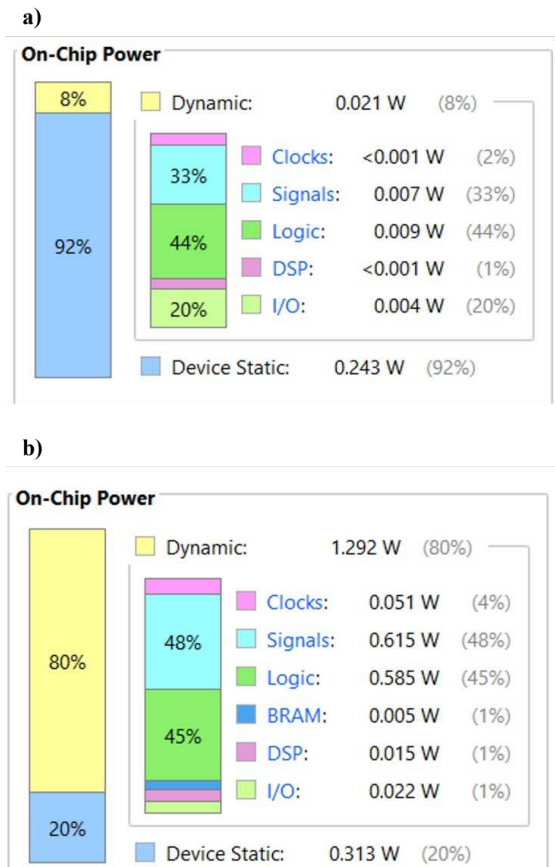 a)
On-Chip Power
8%
Dynamic: 0.021 W (8%)
Clocks: <0.001 W (2%)
33%
Signals: 0.007 W (33%)
92%
44%
Logic: 0.009 W (44%)
DSP: <0.001 W (1%)
20%
I/O: 0.004 W (20%)
Device Static: 0.243 W (92%)
b)
On-Chip Power
Dynamic: 1.292 W (80%)
Clocks: 0.051 W (4%)
48%
Signals: 0.615 W (48%)
80%
Logic: 0.585 W (45%)
BRAM: 0.005 W (1%)
45%
DSP: 0.015 W (1%)
I/O: 0.022 W (1%)
20%
Device Static: 0.313 W (20%)